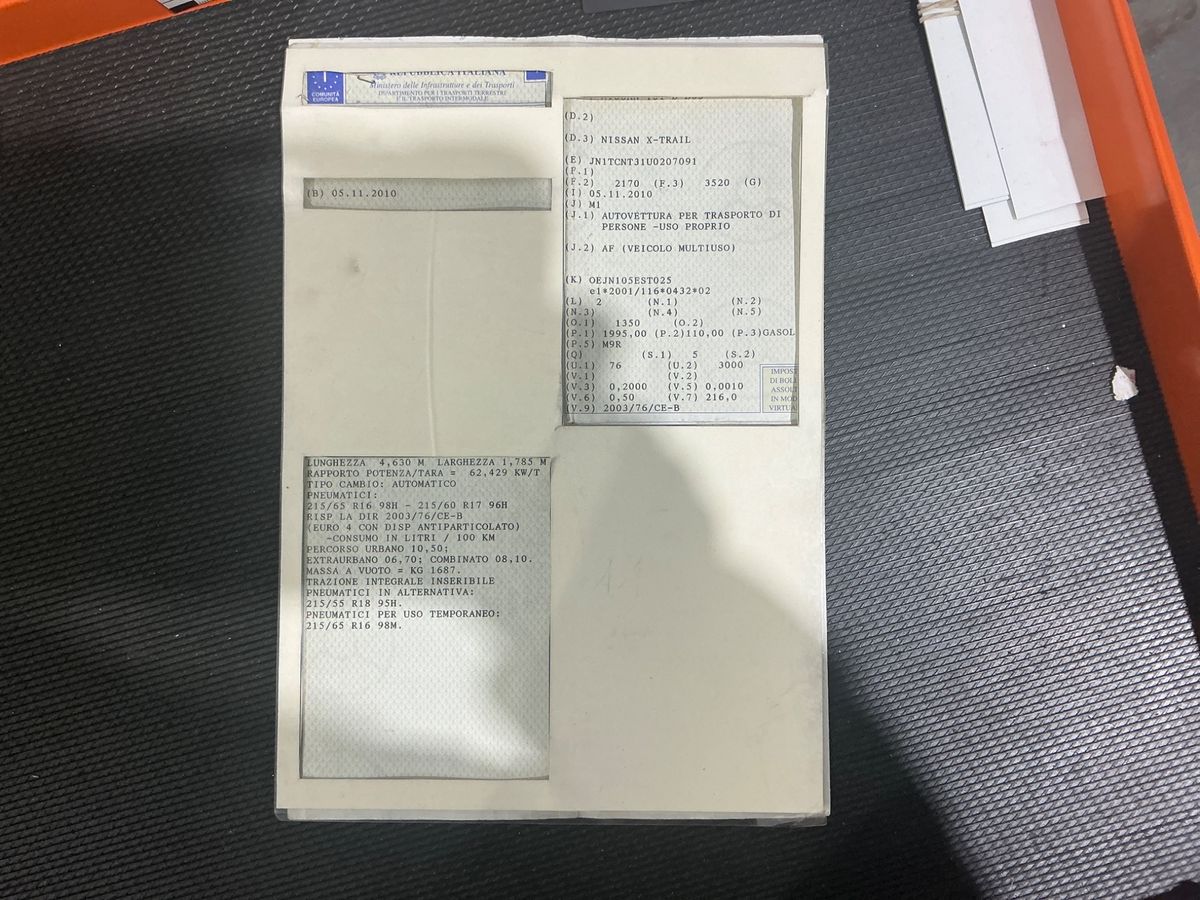 COMUNITÀ
EUROPEA
REPUBBLICA ITALIANA
Ministero delle Infrastrutture e dei Trasporti
DIPARTIMENTO PER I TRASPORTI TERRESTRI
E IL TRASPORTO INTERMODALE
(B) 05.11.2010
LUNGHEZZA 4,630 M LARGHEZZA 1,785 M
RAPPORTO POTENZA/TARA = 62,429 KW/T
TIPO CAMBIO: AUTOMATICO
PNEUMATICI:
215/65 R16 98H - 215/60 R17 96H
RISP LA DIR 2003/76/CE-B
(EURO 4 CON DISP ANTIPARTICOLATO)
-CONSUMO IN LITRI / 100 KM
PERCORSO URBANO 10,50;
EXTRAURBANO 06,70; COMBINATO 08,10.
MASSA A VUOTO = KG 1687.
TRAZIONE INTEGRALE INSERIBILE
PNEUMATICI IN ALTERNATIVA:
215/55 R18 95H.
PNEUMATICI PER USO TEMPORANEO:
215/65 R16 98M.
(D.2)
(D.3) NISSAN X-TRAIL
(E) JN1TCNT31U0207091
(F.1)
(F.2) 2170 (F.3) 3520 (G)
(I) 05.11.2010
(J) M1
(J.1) AUTOVETTURA PER TRASPORTO DI
PERSONE -USO PROPRIO
(J.2) AF (VEICOLO MULTIUSO)
(K) OEJN105EST025
e1*2001/116*0432*02
(L) 2 (N.1) (N.2)
(N.3) (N.4) (N.5)
(O.1) 1350 (O.2)
(P.1) 1995,00 (P.2)110,00 (P.3)GASOL
(P.5) M9R
(Q) (S.1) 5 (S.2)
(U.1) 76 (U.2) 3000
(V.1) (V.2)
(V.3) 0,2000 (V.5) 0,0010
(V.6) 0,50 (V.7) 216,0
(V.9) 2003/76/CE-B
IMPOST
DI BOLL
ASSOLT
IN MOD
VIRTUA